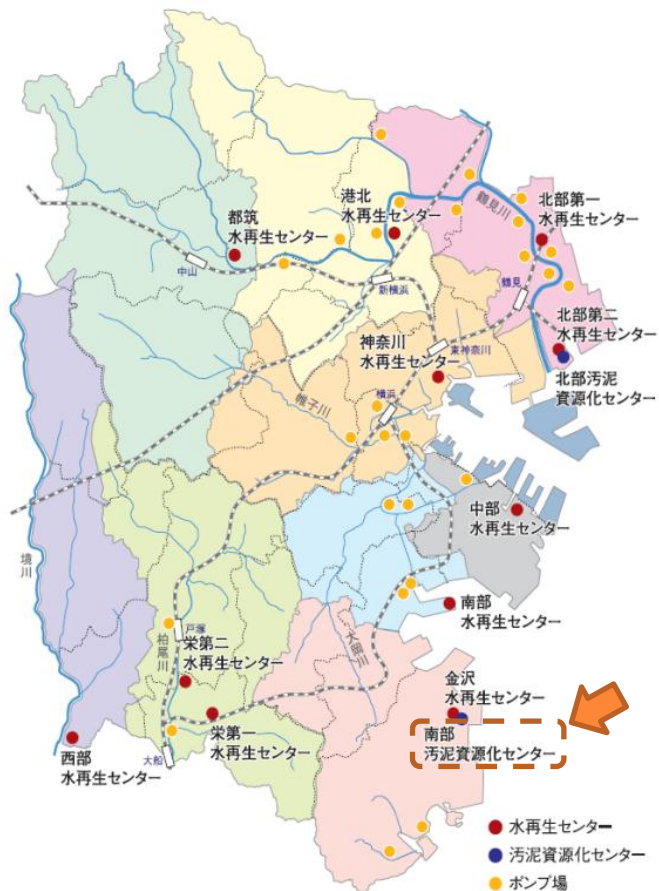 港北
水再生センター
都筑
水再生センター
鶴見川
北部第一
水再生センター
中山
新横浜
鶴見
北部第二
水再生センター
神奈川
水再生センター
東神奈川
北部汚泥
資源化センター
横浜
帷子川
中部
水再生センター
境川
南部
水再生センター
戸塚
柏尾川
栄第二
水再生センター
大岡川
金沢
水再生センター
栄第一
水再生センター
南部
汚泥資源化センター
西部
水再生センター
大船
水再生センター
汚泥資源化センター
ポンプ場